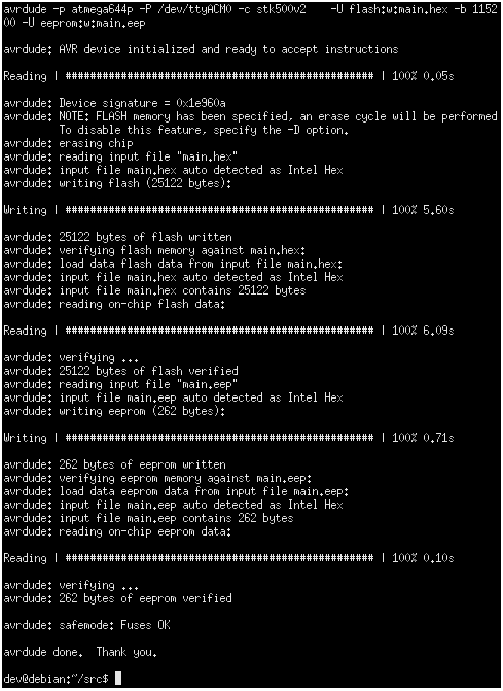 avrdude -p atmega644p -P /dev/ttyACM0 -c stk500v2    -U flash:w:main.hex -b 1152
00 -U eeprom:w:main.eep
avrdude: AVR device initialized and ready to accept instructions
Reading | ################################################## | 100% 0.05s
avrdude: Device signature = 0x1e960a
avrdude: NOTE: FLASH memory has been specified, an erase cycle will be performed
         To disable this feature, specify the -D option.
avrdude: erasing chip
avrdude: reading input file "main.hex"
avrdude: input file main.hex auto detected as Intel Hex
avrdude: writing flash (25122 bytes):
Writing | ################################################## | 100% 5.60s
avrdude: 25122 bytes of flash written
avrdude: verifying flash memory against main.hex:
avrdude: load data flash data from input file main.hex:
avrdude: input file main.hex auto detected as Intel Hex
avrdude: input file main.hex contains 25122 bytes
avrdude: reading on-chip flash data:
Reading | ################################################## | 100% 6.09s
avrdude: verifying ...
avrdude: 25122 bytes of flash verified
avrdude: reading input file "main.eep"
avrdude: input file main.eep auto detected as Intel Hex
avrdude: writing eeprom (262 bytes):
Writing | ################################################## | 100% 0.71s
avrdude: 262 bytes of eeprom written
avrdude: verifying eeprom memory against main.eep:
avrdude: load data eeprom data from input file main.eep:
avrdude: input file main.eep auto detected as Intel Hex
avrdude: input file main.eep contains 262 bytes
avrdude: reading on-chip eeprom data:
Reading | ################################################## | 100% 0.10s
avrdude: verifying ...
avrdude: 262 bytes of eeprom verified
avrdude: safemode: Fuses OK
avrdude done.  Thank you.
dev@debian:~/src$